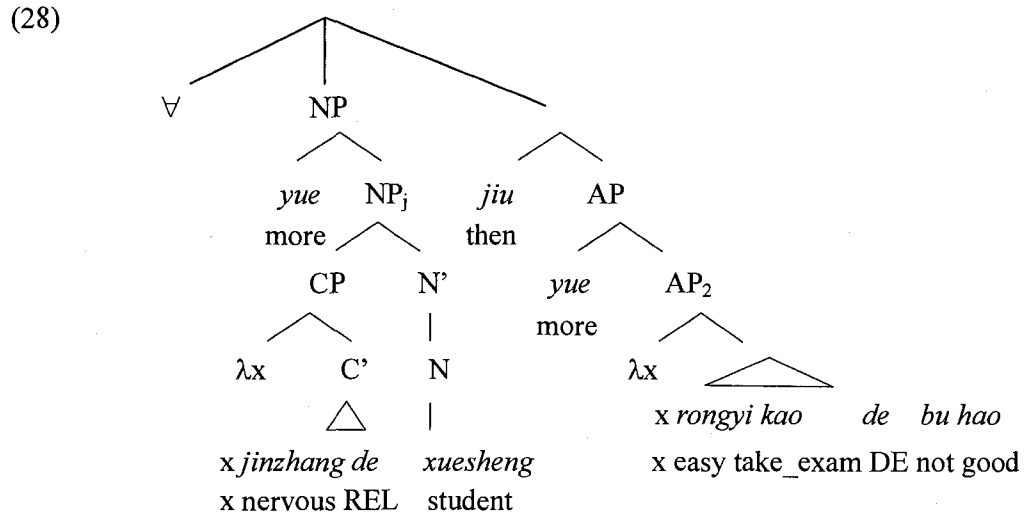 (28)
∀ NP
yue NPj jiu AP
more then
CP N’ yue AP2
more
λx C’ N λx
x rongyi kao de bu hao
x jinzhang de xuesheng x easy take_exam DE not good
x nervous REL student